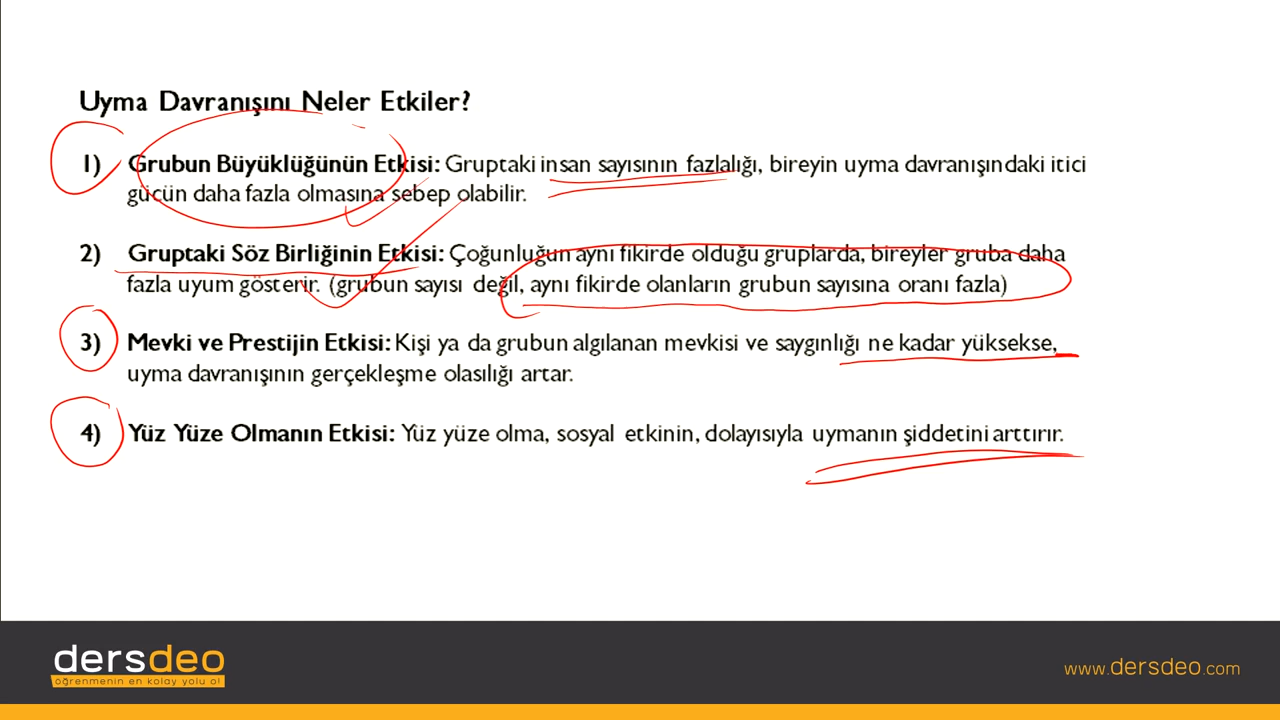 Uyma Davranışını Neler Etkiler?
1) Grubun Büyüklüğünün Etkisi: Gruptaki insan sayısının fazlalığı, bireyin uyma davranışındaki itici
gücün daha fazla olmasına sebep olabilir.
2) Gruptaki Söz Birliğinin Etkisi: Çoğunluğun aynı fikirde olduğu gruplarda, bireyler gruba daha
fazla uyum gösterir. (grubun sayısı değil, aynı fikirde olanların grubun sayısına oranı fazla)
3) Mevki ve Prestijin Etkisi: Kişi ya da grubun algılanan mevkisi ve saygınlığı ne kadar yüksekse,
uyma davranışının gerçekleşme olasılığı artar.
4) Yüz Yüze Olmanın Etkisi: Yüz yüze olma, sosyal etkinin, dolayısıyla uymanın şiddetini arttırır.
dersdeo
öğrenmenin en kolay yolu o!
www.dersdeo.com